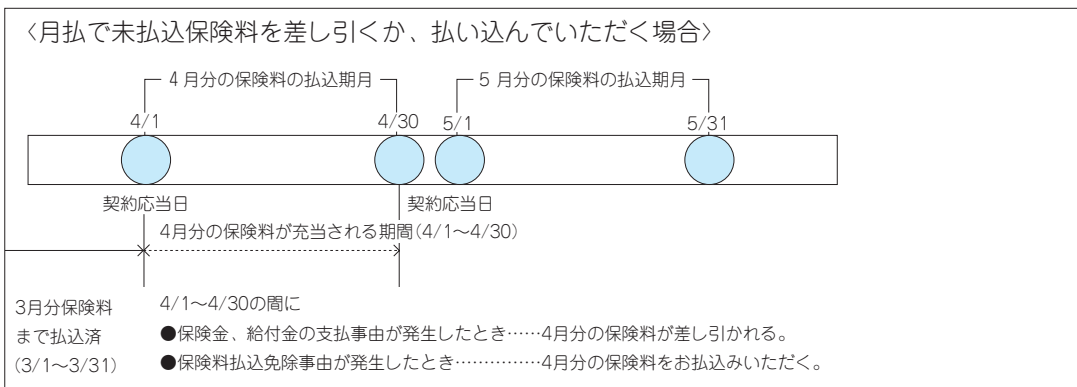 〈月払で未払込保険料を差し引くか、払い込んでいただく場合〉
4月分の保険料の払込期月
5月分の保険料の払込期月
4/1
4/30
5/1
5/31
契約応当日
契約応当日
4月分の保険料が充当される期間(4/1〜4/30)
3月分保険料
まで払込済
(3/1〜3/31)
4/1〜4/30の間に
●保険金、給付金の支払事由が発生したとき……4月分の保険料が差し引かれる。
●保険料払込免除事由が発生したとき……………4月分の保険料をお払込みいただく。